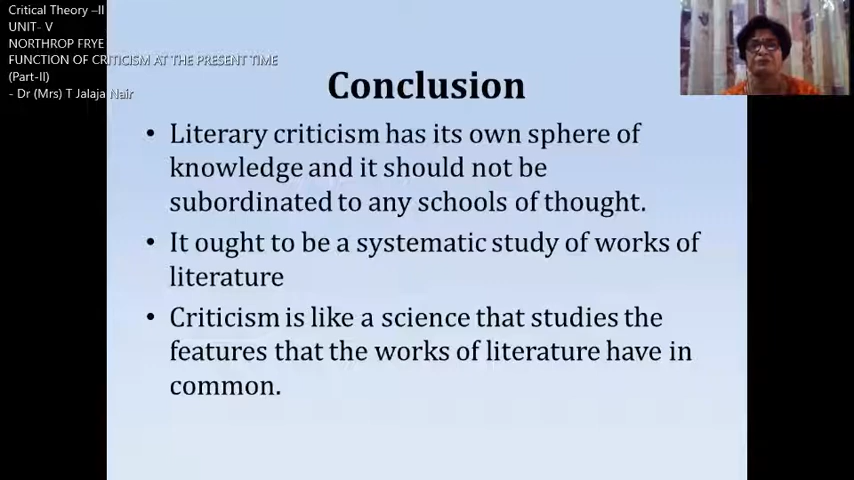 Critical Theory –II
UNIT- V
NORTHROP FRYE
FUNCTION OF CRITICISM AT THE PRESENT TIME
(Part-II)
- Dr (Mrs) T Jalaja Nair
Conclusion
• Literary criticism has its own sphere of
knowledge and it should not be
subordinated to any schools of thought.
• It ought to be a systematic study of works of
literature
• Criticism is like a science that studies the
features that the works of literature have in
common.